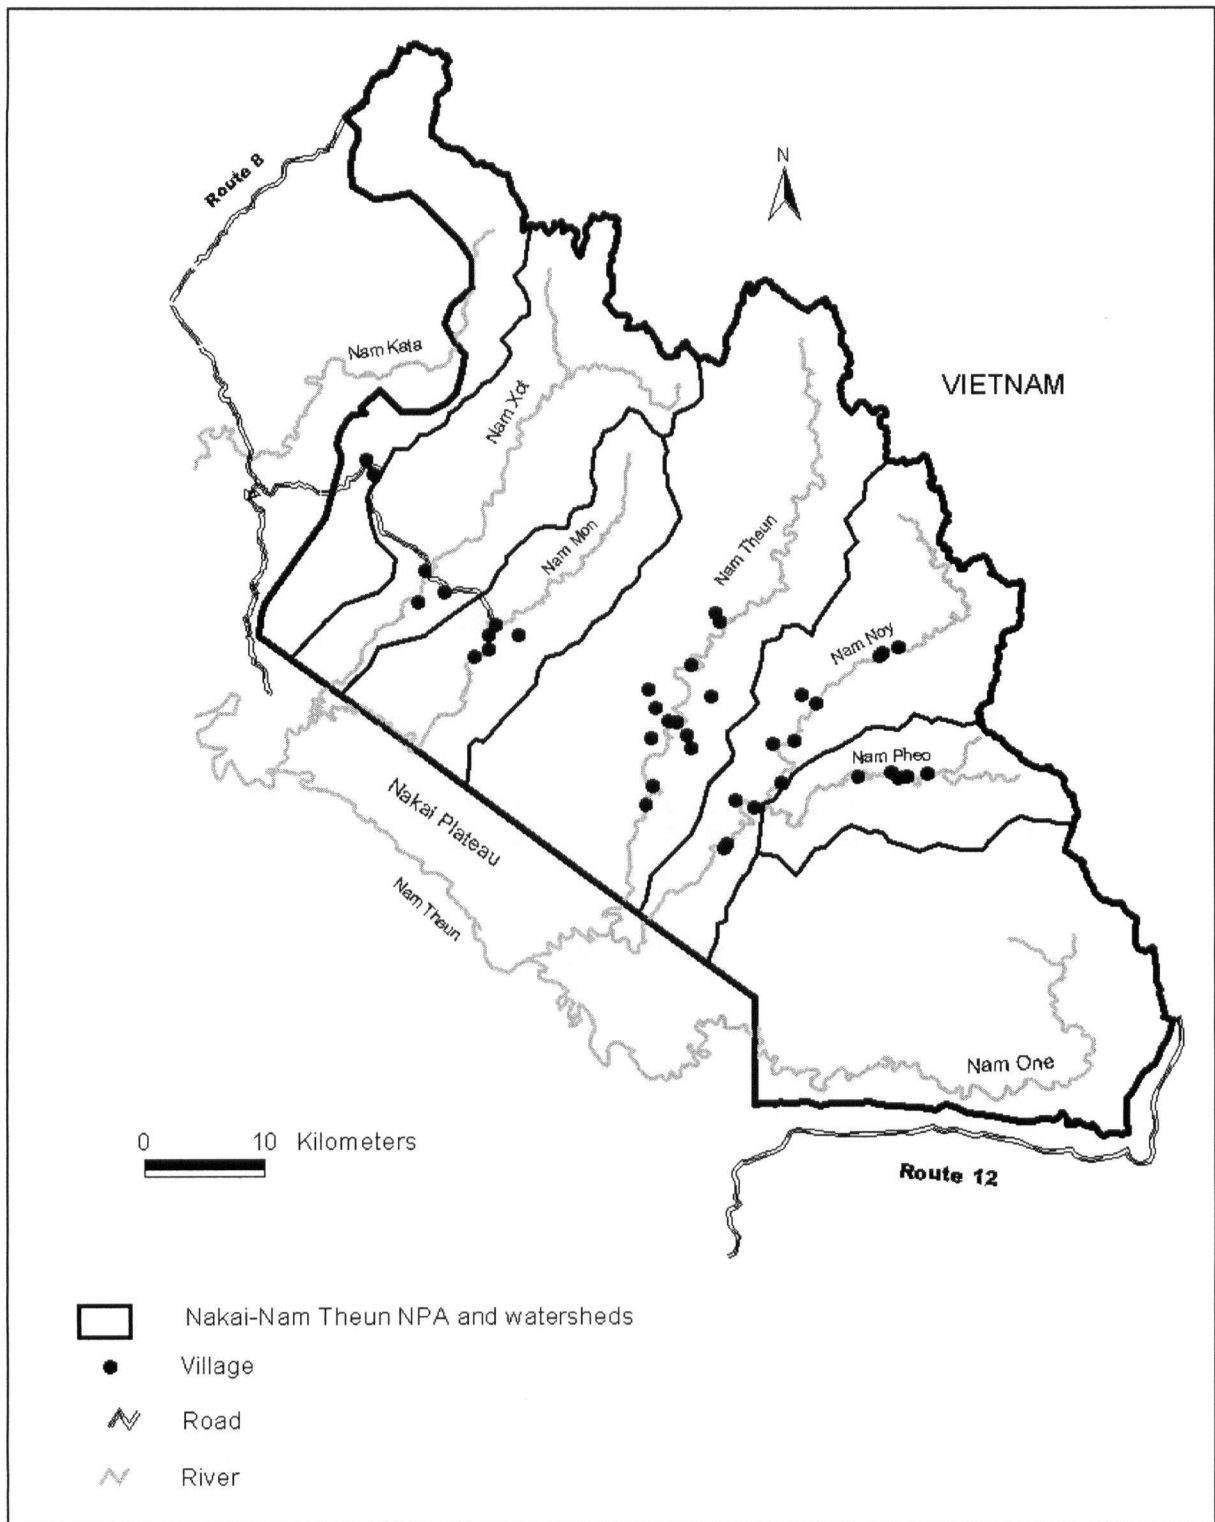 Route 8
N
Nam Kata
VIETNAM
Nam Xot
Nam Mon
Nam Theun
Nam Noy
Nam Pheo
Nakai Plateau
Nam Theun
Nam One
0 10 Kilometers
Route 12
Nakai-Nam Theun NPA and watersheds
Village
Road
River